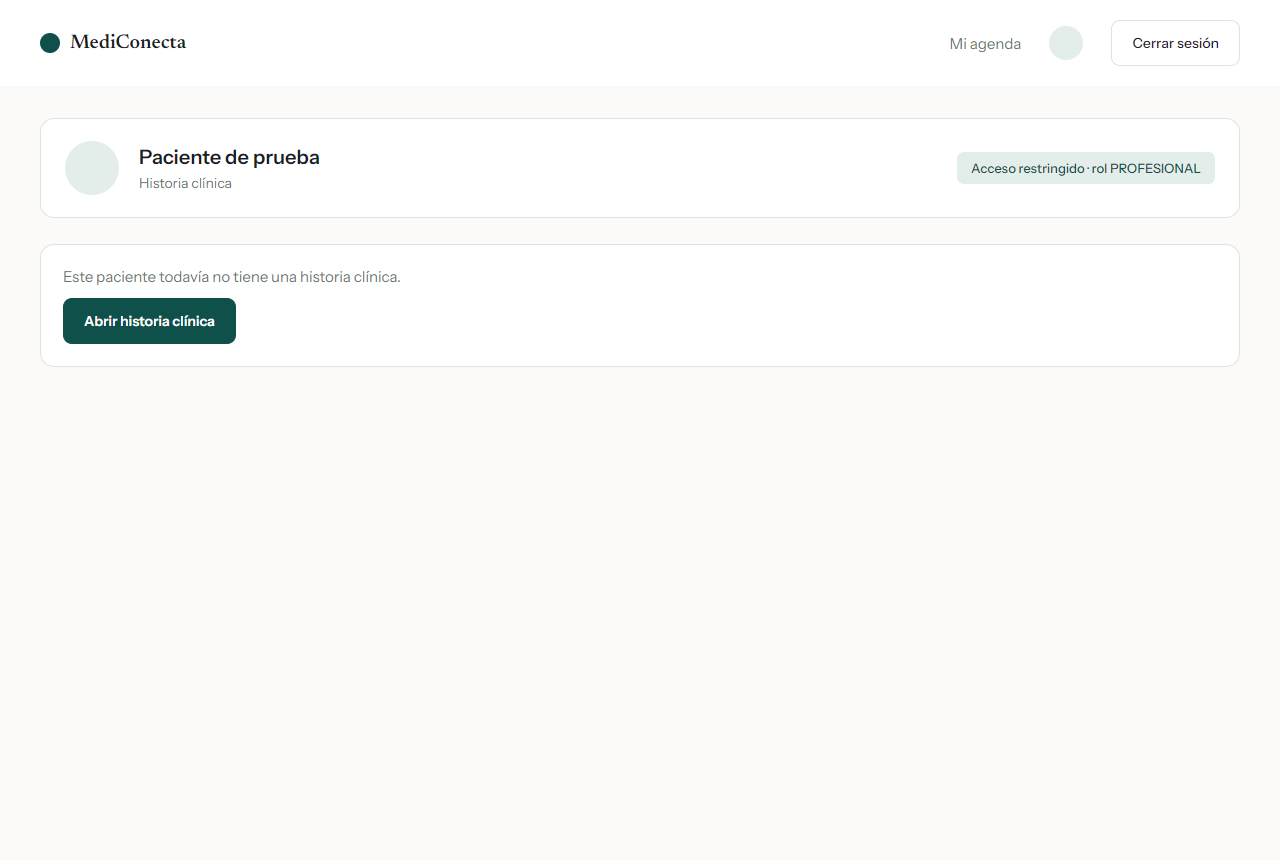 MediConecta
Mi agenda
Cerrar sesión
Paciente de prueba
Historia clínica
Acceso restringido · rol PROFESIONAL
Este paciente todavía no tiene una historia clínica.
Abrir historia clínica